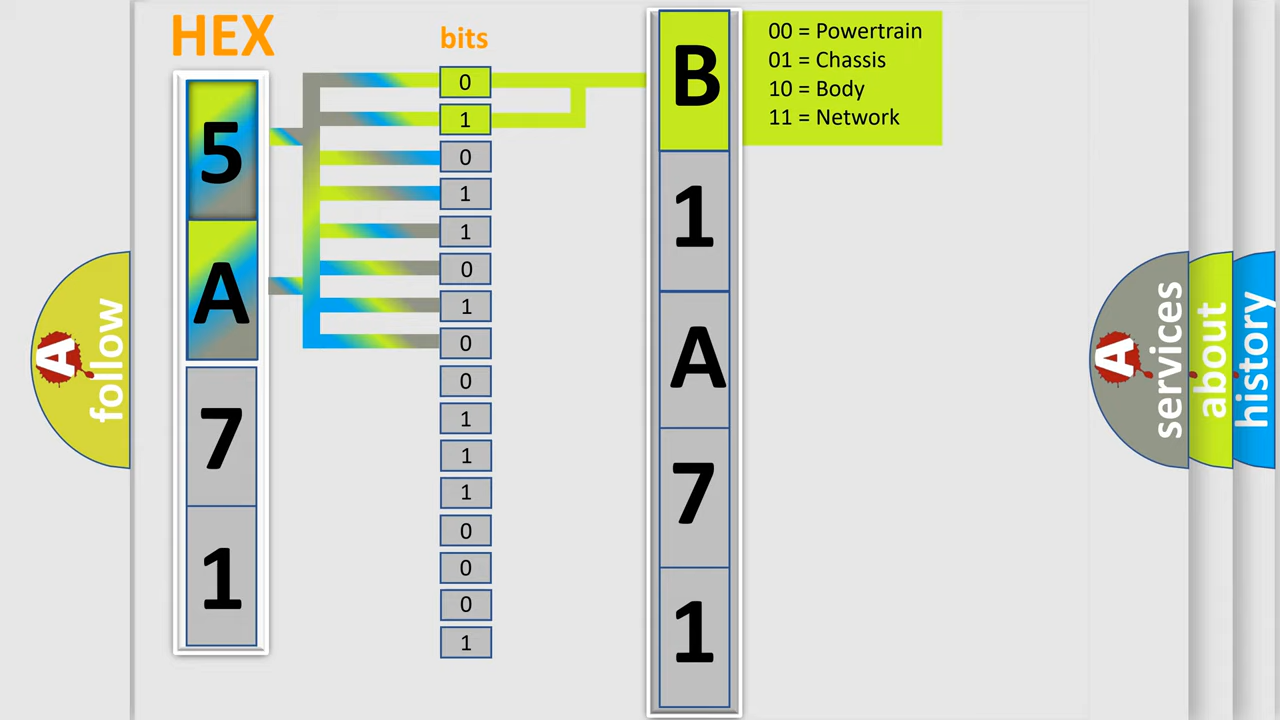 HEX
bits
5
A
7
1
0
1
0
1
1
0
1
0
0
1
1
1
0
0
0
1
B
1
A
7
1
00 = Powertrain
01 = Chassis
10 = Body
11 = Network
A follow
A services
about
history